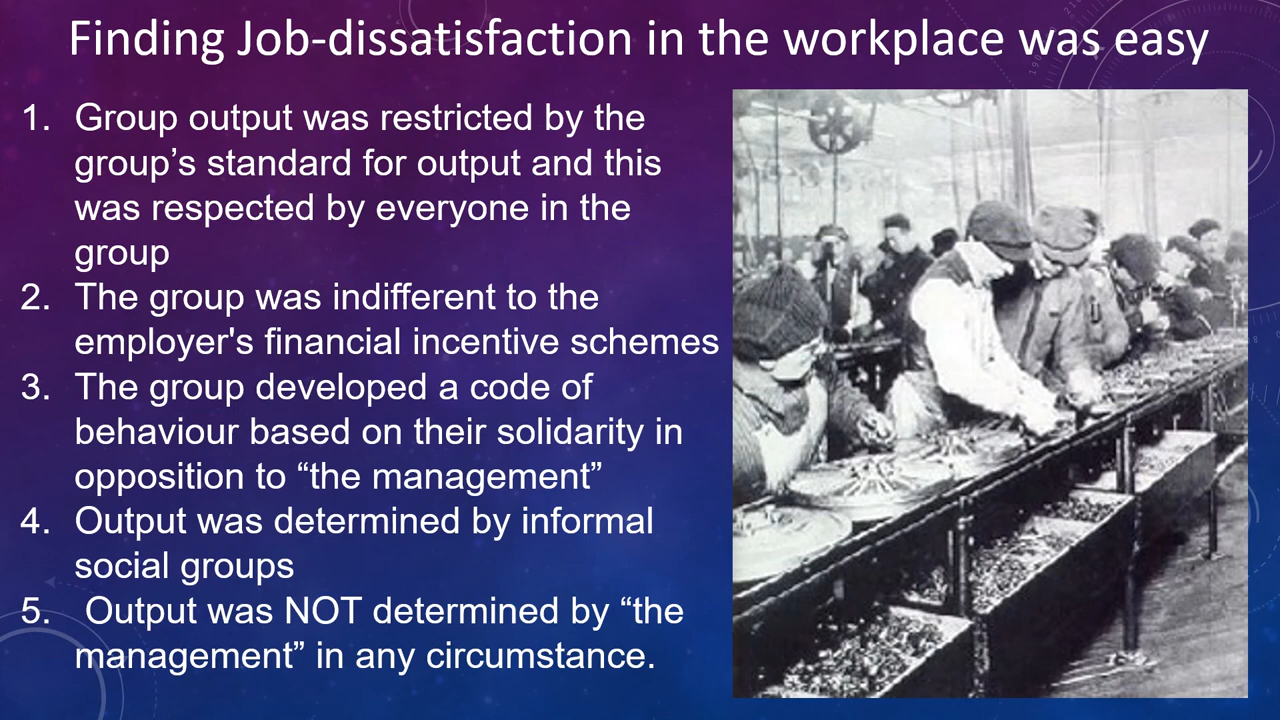 Finding Job-dissatisfaction in the workplace was easy
1. Group output was restricted by the
group’s standard for output and this
was respected by everyone in the
group
2. The group was indifferent to the
employer's financial incentive schemes
3. The group developed a code of
behaviour based on their solidarity in
opposition to “the management”
4. Output was determined by informal
social groups
5. Output was NOT determined by “the
management” in any circumstance.